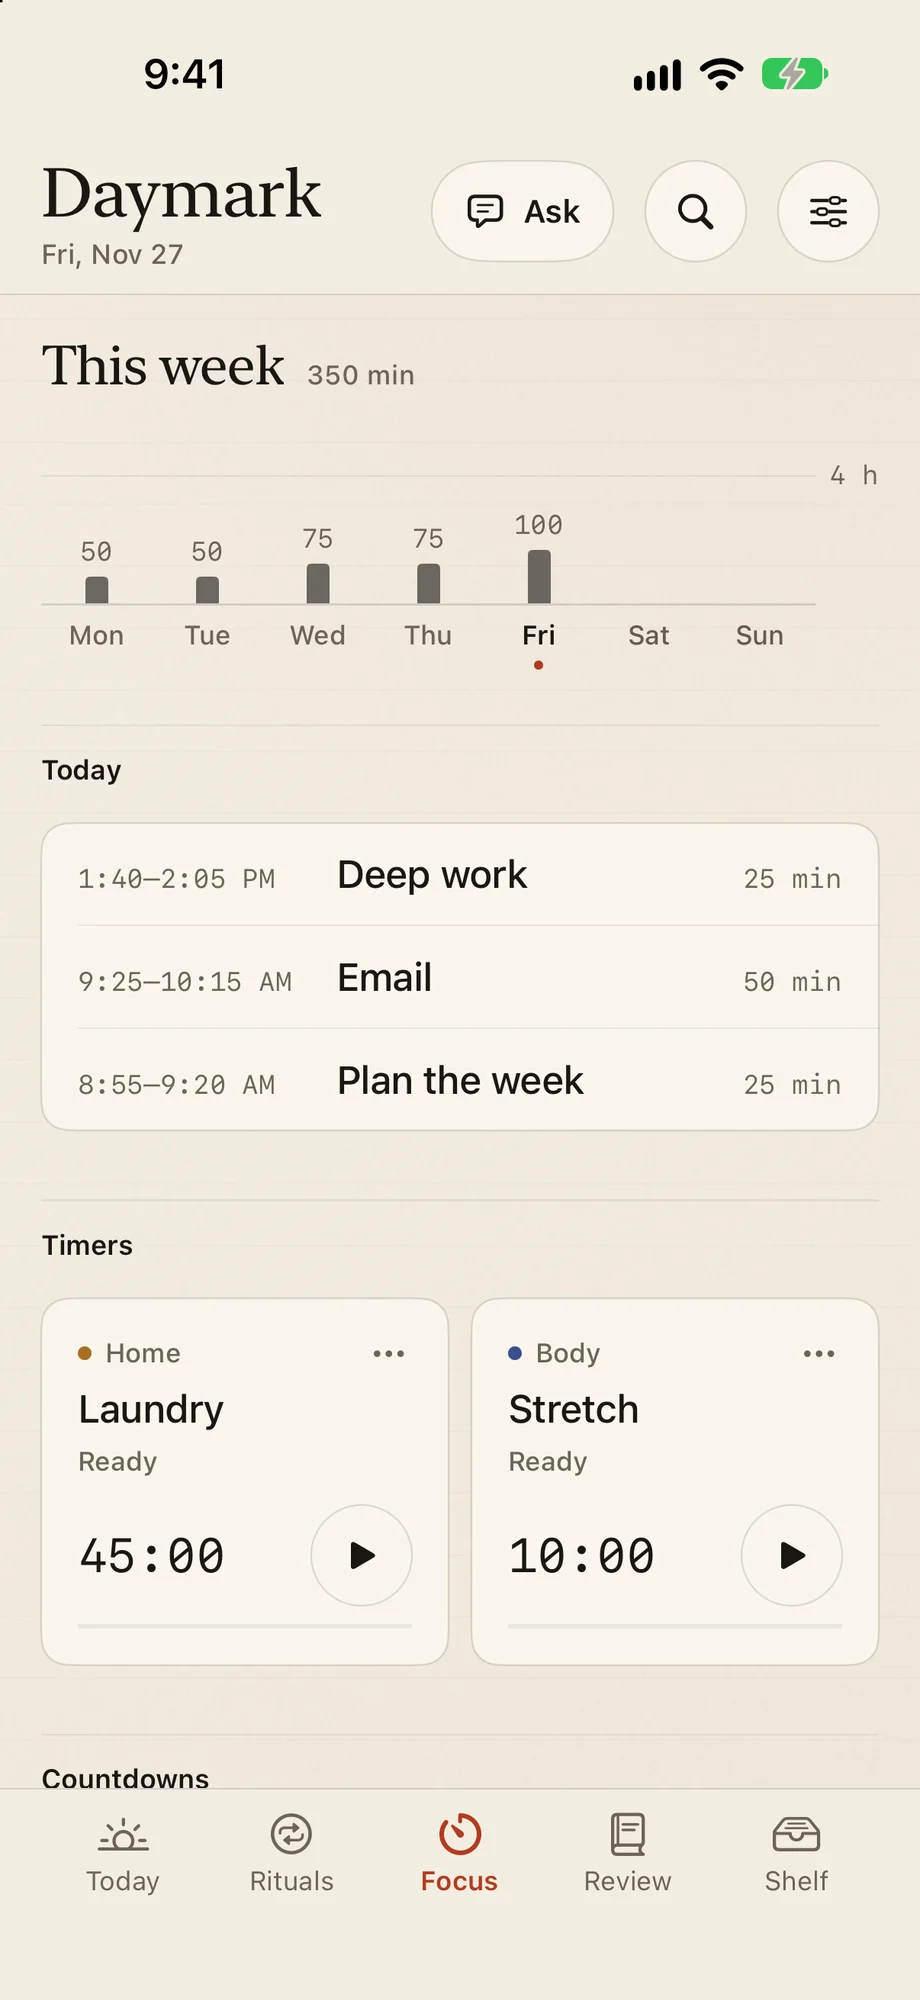 9:41
Daymark
Ask
Fri, Nov 27
This week 350 min
4 h
50 50 75 75 100
Mon Tue Wed Thu Fri Sat Sun
Today
1:40–2:05 PM Deep work 25 min
9:25–10:15 AM Email 50 min
8:55–9:20 AM Plan the week 25 min
Timers
Home
Laundry
Ready
45:00
Body
Stretch
Ready
10:00
Countdowns
Today Rituals Focus Review Shelf